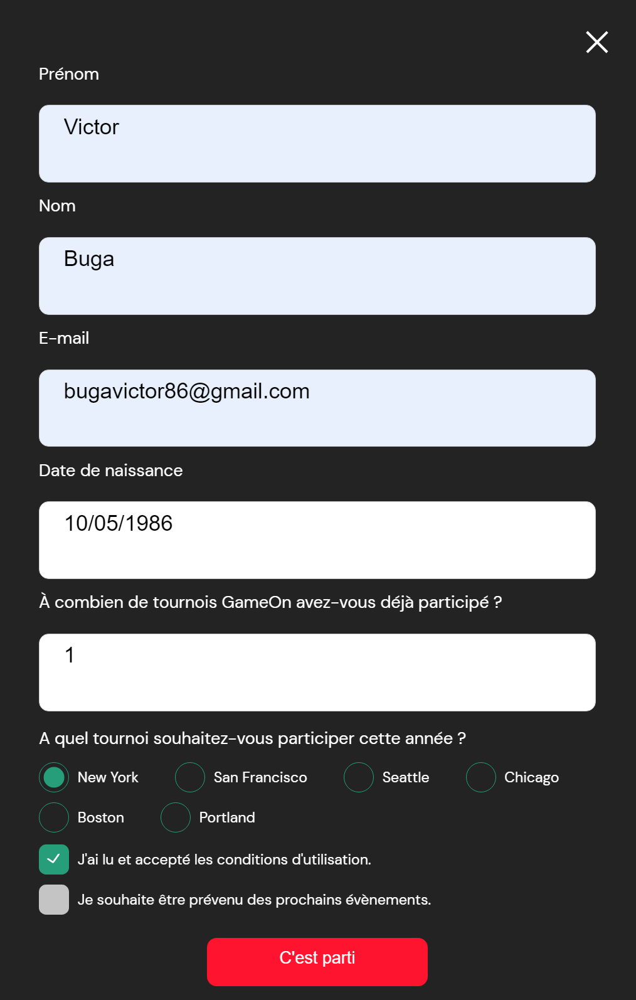 Prénom
Victor
Nom
Buga
E-mail
bugavictor86@gmail.com
Date de naissance
10/05/1986
À combien de tournois GameOn avez-vous déjà participé ?
1
A quel tournoi souhaitez-vous participer cette année ?
New York San Francisco Seattle Chicago
Boston Portland
J'ai lu et accepté les conditions d'utilisation.
Je souhaite être prévenu des prochains évènements.
C'est parti